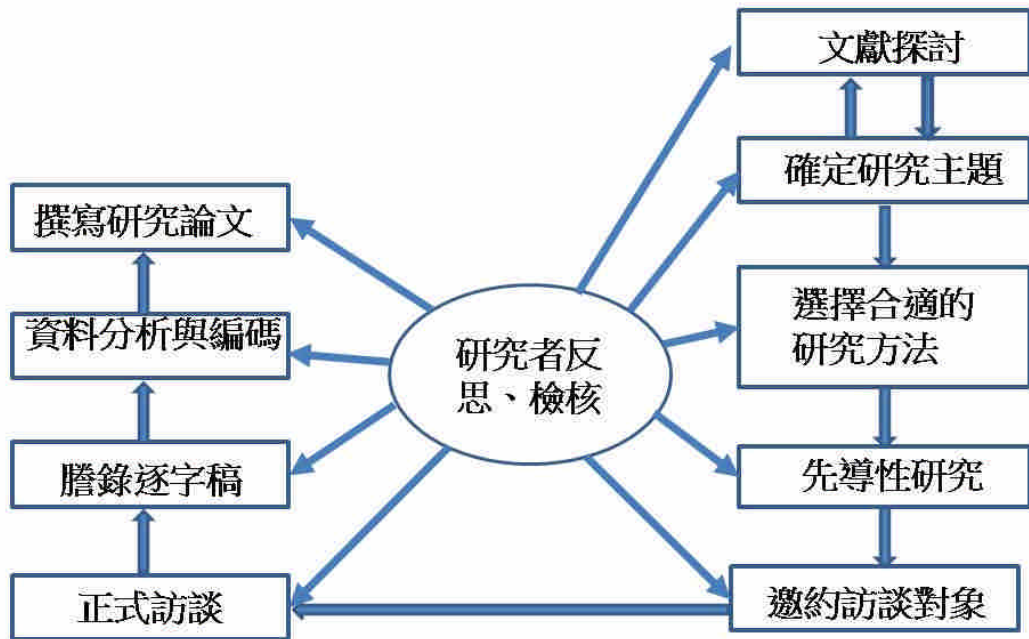 文獻探討
確定研究主題
選擇合適的
研究方法
先導性研究
邀約訪談對象
研究者反
思、檢核
撰寫研究論文
資料分析與編碼
謄錄逐字稿
正式訪談